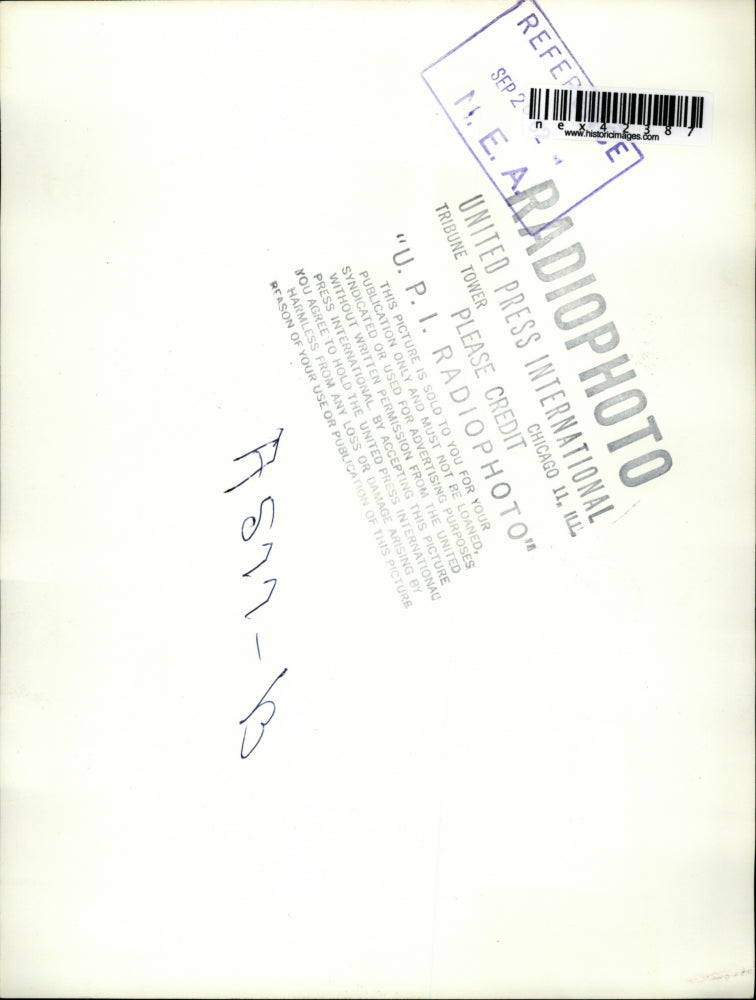 REFERENCE
SEP 2
N. E. A.
nex42387
www.historicimages.com
RADIOPHOTO
UNITED PRESS INTERNATIONAL
TRIBUNE TOWER CHICAGO 11, ILL.
PLEASE CREDIT
"U. P. I. RADIOPHOTO"
THIS PICTURE IS SOLD TO YOU FOR YOUR
PUBLICATION ONLY AND MUST NOT BE LOANED,
SYNDICATED OR USED FOR ADVERTISING PURPOSES
WITHOUT WRITTEN PERMISSION FROM THE UNITED
PRESS INTERNATIONAL. BY ACCEPTING THIS PICTURE
YOU AGREE TO HOLD THE UNITED PRESS INTERNATIONAL
HARMLESS FROM ANY LOSS OR DAMAGE ARISING BY
REASON OF YOUR USE OR PUBLICATION OF THIS PICTURE